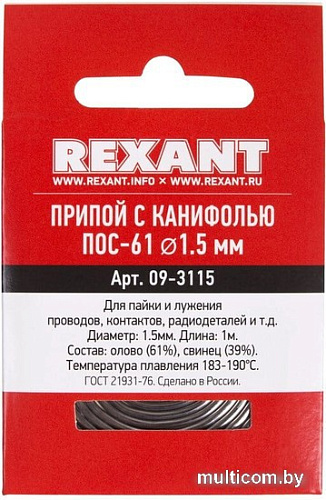 REXANT
WWW.REXANT.INFO × WWW.REXANT.RU
ПРИПОЙ С КАНИФОЛЬЮ
ПОС-61 ⌀1.5 мм
Арт. 09-3115
Для пайки и лужения
проводов, контактов, радиодеталей и т.д.
Диаметр: 1.5мм. Длина: 1м.
Состав: олово (61%), свинец (39%).
Температура плавления 183-190°С.
ГОСТ 21931-76. Сделано в России.
multicom.by